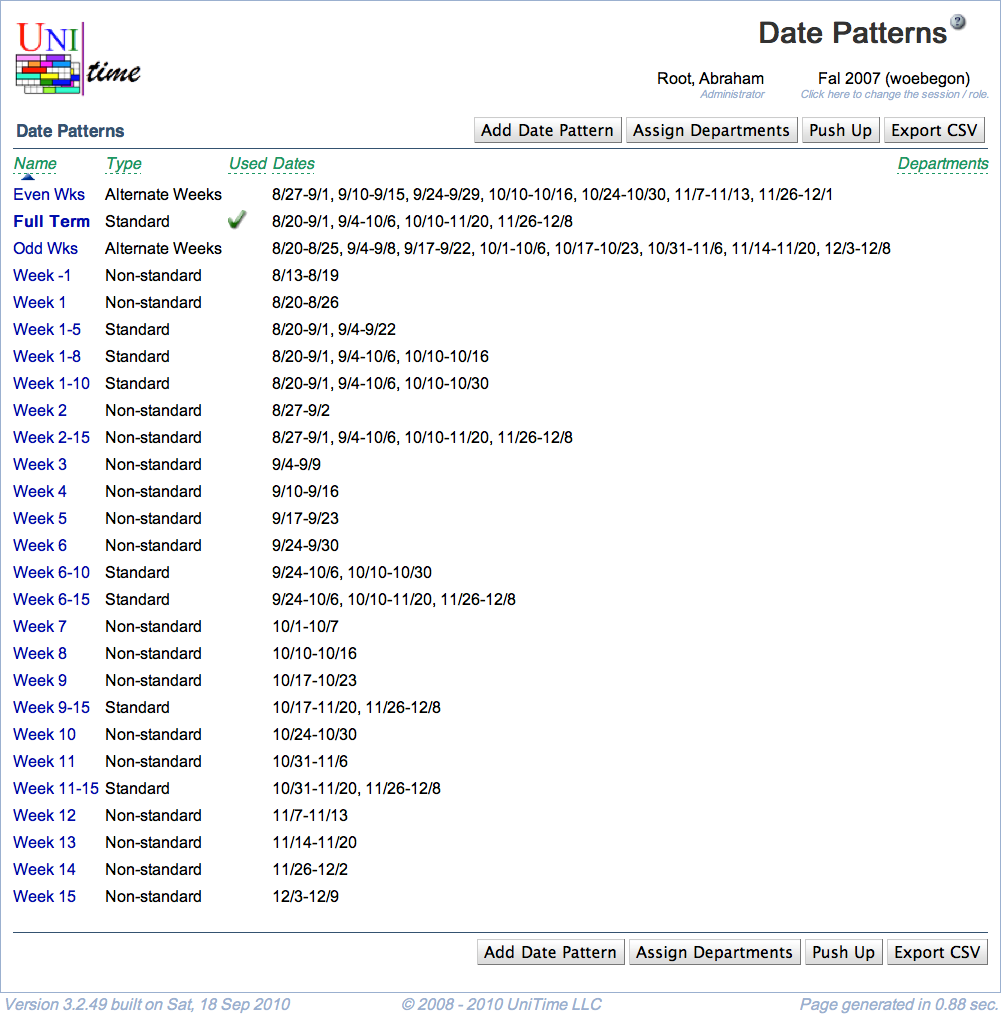 UNI
time
Date Patterns
?
Root, Abraham Fal 2007 (woebegon)
Administrator Click here to change the session / role.
Date Patterns Add Date Pattern Assign Departments Push Up Export CSV
Name Type Used Dates Departments
Even Wks Alternate Weeks 8/27-9/1, 9/10-9/15, 9/24-9/29, 10/10-10/16, 10/24-10/30, 11/7-11/13, 11/26-12/1
Full Term Standard 8/20-9/1, 9/4-10/6, 10/10-11/20, 11/26-12/8
Odd Wks Alternate Weeks 8/20-8/25, 9/4-9/8, 9/17-9/22, 10/1-10/6, 10/17-10/23, 10/31-11/6, 11/14-11/20, 12/3-12/8
Week -1 Non-standard 8/13-8/19
Week 1 Non-standard 8/20-8/26
Week 1-5 Standard 8/20-9/1, 9/4-9/22
Week 1-8 Standard 8/20-9/1, 9/4-10/6, 10/10-10/16
Week 1-10 Standard 8/20-9/1, 9/4-10/6, 10/10-10/30
Week 2 Non-standard 8/27-9/2
Week 2-15 Non-standard 8/27-9/1, 9/4-10/6, 10/10-11/20, 11/26-12/8
Week 3 Non-standard 9/4-9/9
Week 4 Non-standard 9/10-9/16
Week 5 Non-standard 9/17-9/23
Week 6 Non-standard 9/24-9/30
Week 6-10 Standard 9/24-10/6, 10/10-10/30
Week 6-15 Standard 9/24-10/6, 10/10-11/20, 11/26-12/8
Week 7 Non-standard 10/1-10/7
Week 8 Non-standard 10/10-10/16
Week 9 Non-standard 10/17-10/23
Week 9-15 Standard 10/17-11/20, 11/26-12/8
Week 10 Non-standard 10/24-10/30
Week 11 Non-standard 10/31-11/6
Week 11-15 Standard 10/31-11/20, 11/26-12/8
Week 12 Non-standard 11/7-11/13
Week 13 Non-standard 11/14-11/20
Week 14 Non-standard 11/26-12/2
Week 15 Non-standard 12/3-12/9
Add Date Pattern Assign Departments Push Up Export CSV
Version 3.2.49 built on Sat, 18 Sep 2010 © 2008 - 2010 UniTime LLC Page generated in 0.88 sec.